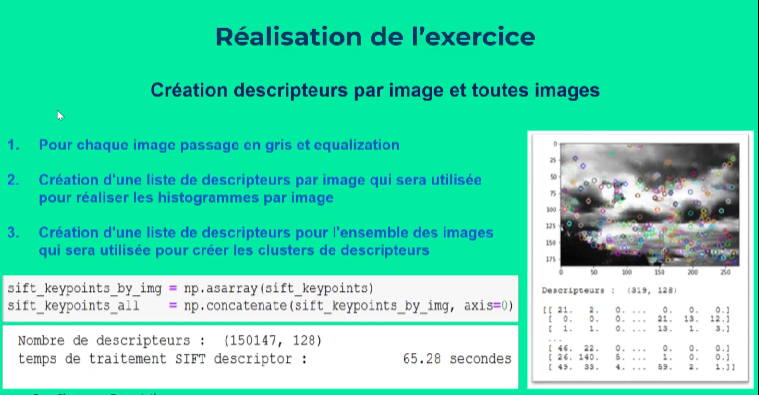 Réalisation de l'exercice
Création descripteurs par image et toutes images
1. Pour chaque image passage en gris et equalization
2. Création d'une liste de descripteurs par image qui sera utilisée
pour réaliser les histogrammes par image
3. Création d'une liste de descripteurs pour l'ensemble des images
qui sera utilisée pour créer les clusters de descripteurs
sift_keypoints_by_img = np.asarray(sift_keypoints)
sift_keypoints_all = np.concatenate(sift_keypoints_by_img, axis=0)
Nombre de descripteurs : (150147, 128)
temps de traitement SIFT descriptor : 65.28 secondes
0
25
50
75
100
125
150
175
0 50 100 150 200 250
Descripteurs : (319, 128)
[[ 21. 2. 0. ... 0. 0. 0.]
[ 0. 0. 0. ... 21. 13. 12.]
[ 1. 1. 0. ... 13. 1. 3.]
...
[ 46. 22. 0. ... 0. 0. 0.]
[ 26. 140. 5. ... 1. 0. 0.]
[ 49. 33. 4. ... 59. 2. 1.]]